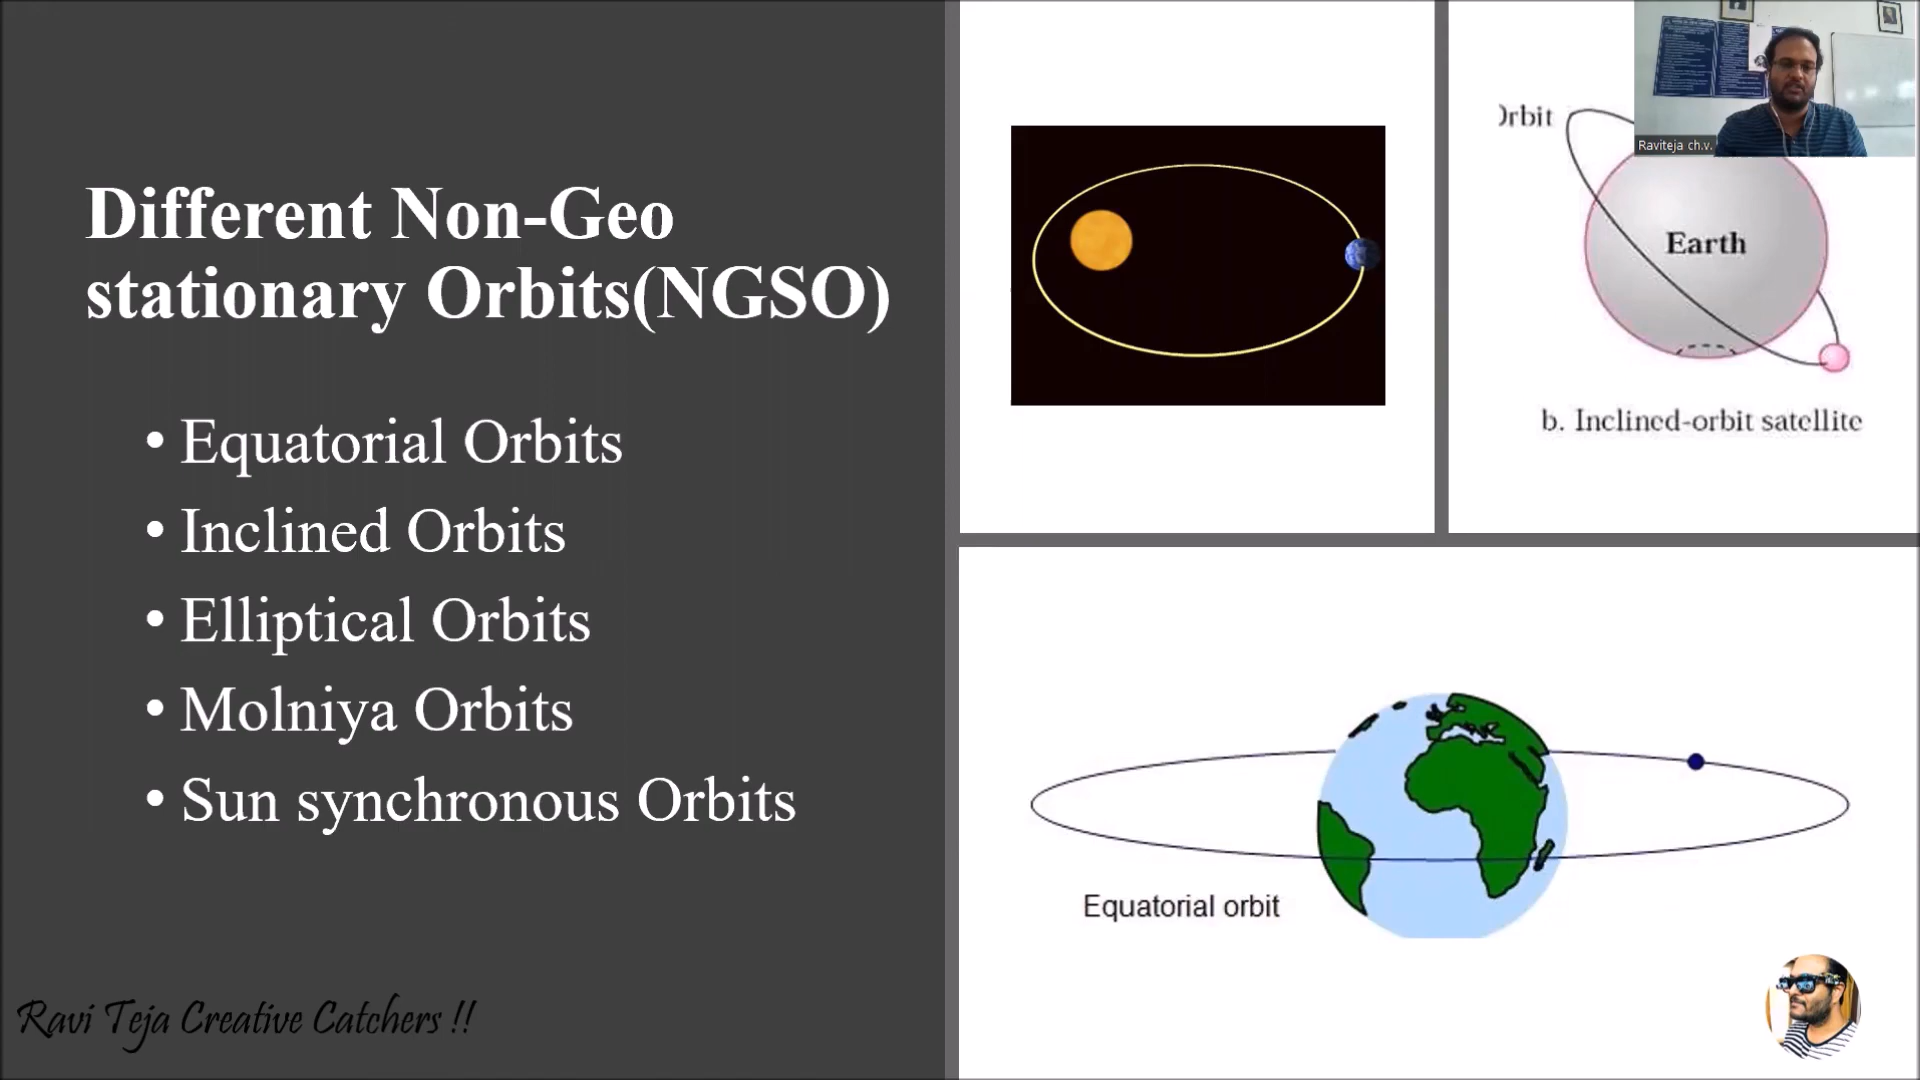 Different Non-Geo
stationary Orbits(NGSO)
• Equatorial Orbits
• Inclined Orbits
• Elliptical Orbits
• Molniya Orbits
• Sun synchronous Orbits
Ravi Teja Creative Catchers !!
Raviteja ch.v.
Orbit
Earth
b. Inclined-orbit satellite
Equatorial orbit